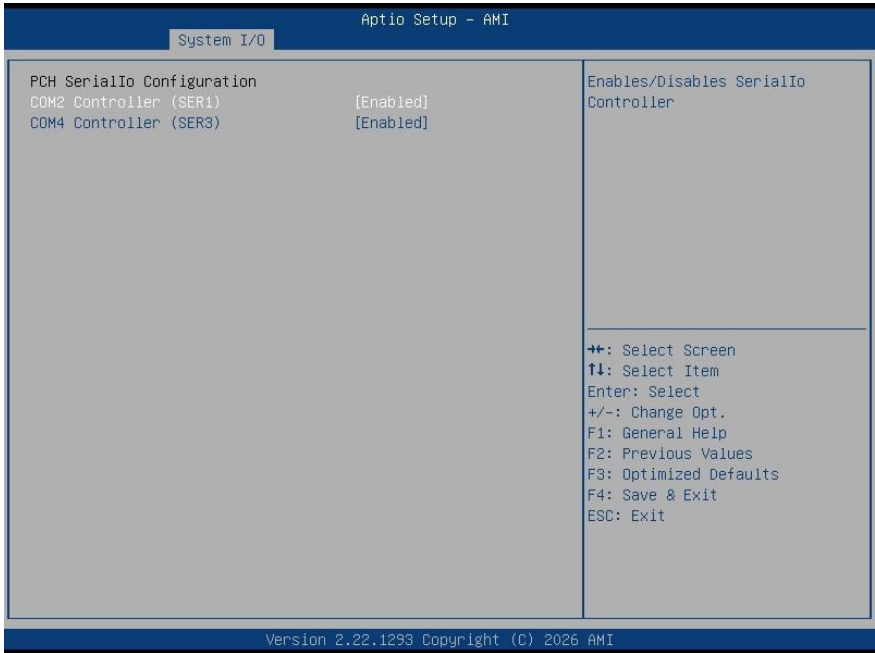 Aptio Setup – AMI
System I/O
PCH SerialIo Configuration
COM2 Controller (SER1) [Enabled]
COM4 Controller (SER3) [Enabled]
Enables/Disables SerialIo
Controller
→←: Select Screen
↑↓: Select Item
Enter: Select
+/-: Change Opt.
F1: General Help
F2: Previous Values
F3: Optimized Defaults
F4: Save & Exit
ESC: Exit
Version 2.22.1293 Copyright (C) 2026 AMI